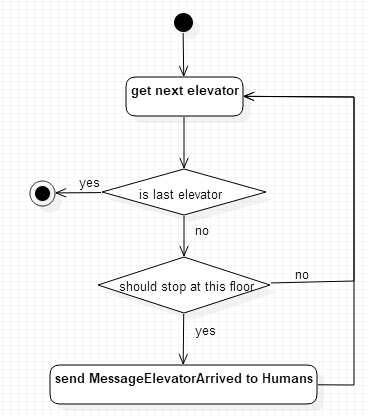 get next elevator
is last elevator
yes
no
should stop at this floor
no
yes
send MessageElevatorArrived to Humans